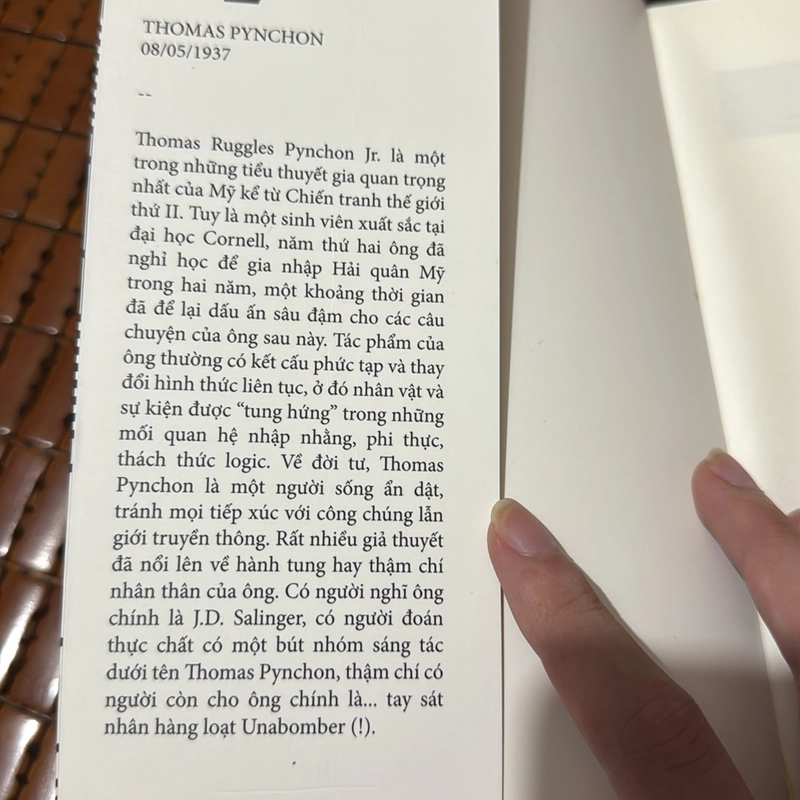 THOMAS PYNCHON
08/05/1937
--
Thomas Ruggles Pynchon Jr. là một
trong những tiểu thuyết gia quan trọng
nhất của Mỹ kể từ Chiến tranh thế giới
thứ II. Tuy là một sinh viên xuất sắc tại
đại học Cornell, năm thứ hai ông đã
nghỉ học để gia nhập Hải quân Mỹ
trong hai năm, một khoảng thời gian
đã để lại dấu ấn sâu đậm cho các câu
chuyện của ông sau này. Tác phẩm của
ông thường có kết cấu phức tạp và thay
đổi hình thức liên tục, ở đó nhân vật và
sự kiện được “tung hứng” trong những
mối quan hệ nhập nhằng, phi thực,
thách thức logic. Về đời tư, Thomas
Pynchon là một người sống ẩn dật,
tránh mọi tiếp xúc với công chúng lẫn
giới truyền thông. Rất nhiều giả thuyết
đã nổi lên về hành tung hay thậm chí
nhân thân của ông. Có người nghĩ ông
chính là J.D. Salinger, có người đoán
thực chất có một bút nhóm sáng tác
dưới tên Thomas Pynchon, thậm chí có
người còn cho ông chính là... tay sát
nhân hàng loạt Unabomber (!).